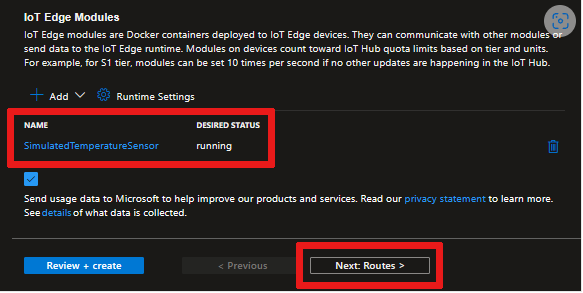 IoT Edge Modules
IoT Edge modules are Docker containers deployed to IoT Edge devices. They can communicate with other modules or
send data to the IoT Edge runtime. Modules on devices count toward IoT Hub quota limits based on tier and units.
For example, for S1 tier, modules can be set 10 times per second if no other updates are happening in the IoT Hub.
Add Runtime Settings
NAME DESIRED STATUS
SimulatedTemperatureSensor running
Send usage data to Microsoft to help improve our products and services. Read our privacy statement to learn more.
See details of what data is collected.
Review + create < Previous Next: Routes >